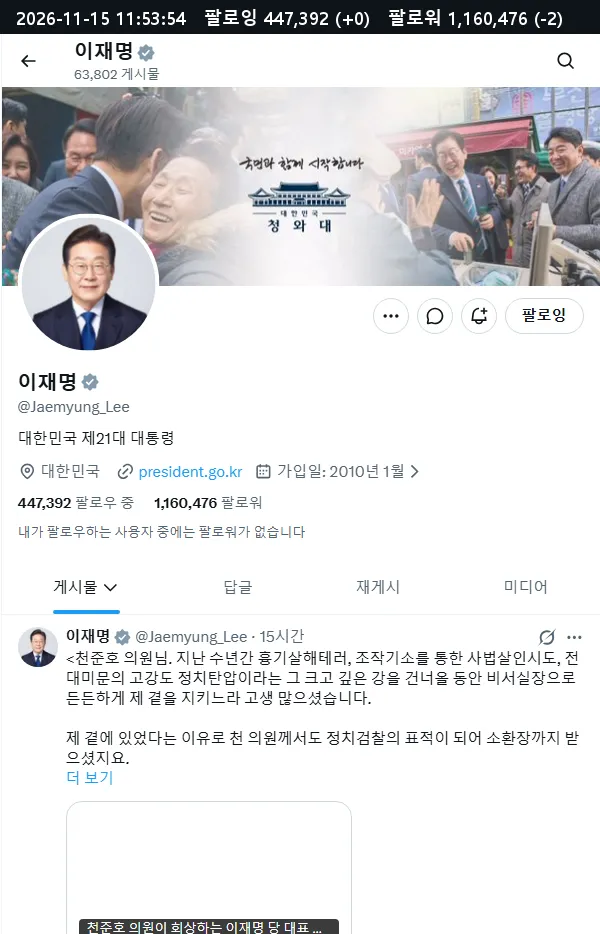 2026-11-15 11:53:54 팔로잉 447,392 (+0) 팔로워 1,160,476 (-2)
이재명
63,802 게시물
국민과 함께 시작합니다
대한민국
청와대
팔로잉
이재명
@Jaemyung_Lee
대한민국 제21대 대통령
대한민국 president.go.kr 가입일: 2010년 1월
447,392 팔로우 중 1,160,476 팔로워
내가 팔로우하는 사용자 중에는 팔로워가 없습니다
게시물 답글 재게시 미디어
이재명 @Jaemyung_Lee · 15시간
<천준호 의원님. 지난 수년간 흉기살해테러, 조작기소를 통한 사법살인시도, 전
대미문의 고강도 정치탄압이라는 그 크고 깊은 강을 건너올 동안 비서실장으로
든든하게 제 곁을 지키느라 고생 많으셨습니다.
제 곁에 있었다는 이유로 천 의원께서도 정치검찰의 표적이 되어 소환장까지 받
으셨지요.
더 보기
천준호 의원이 회상하는 이재명 당 대표 ...